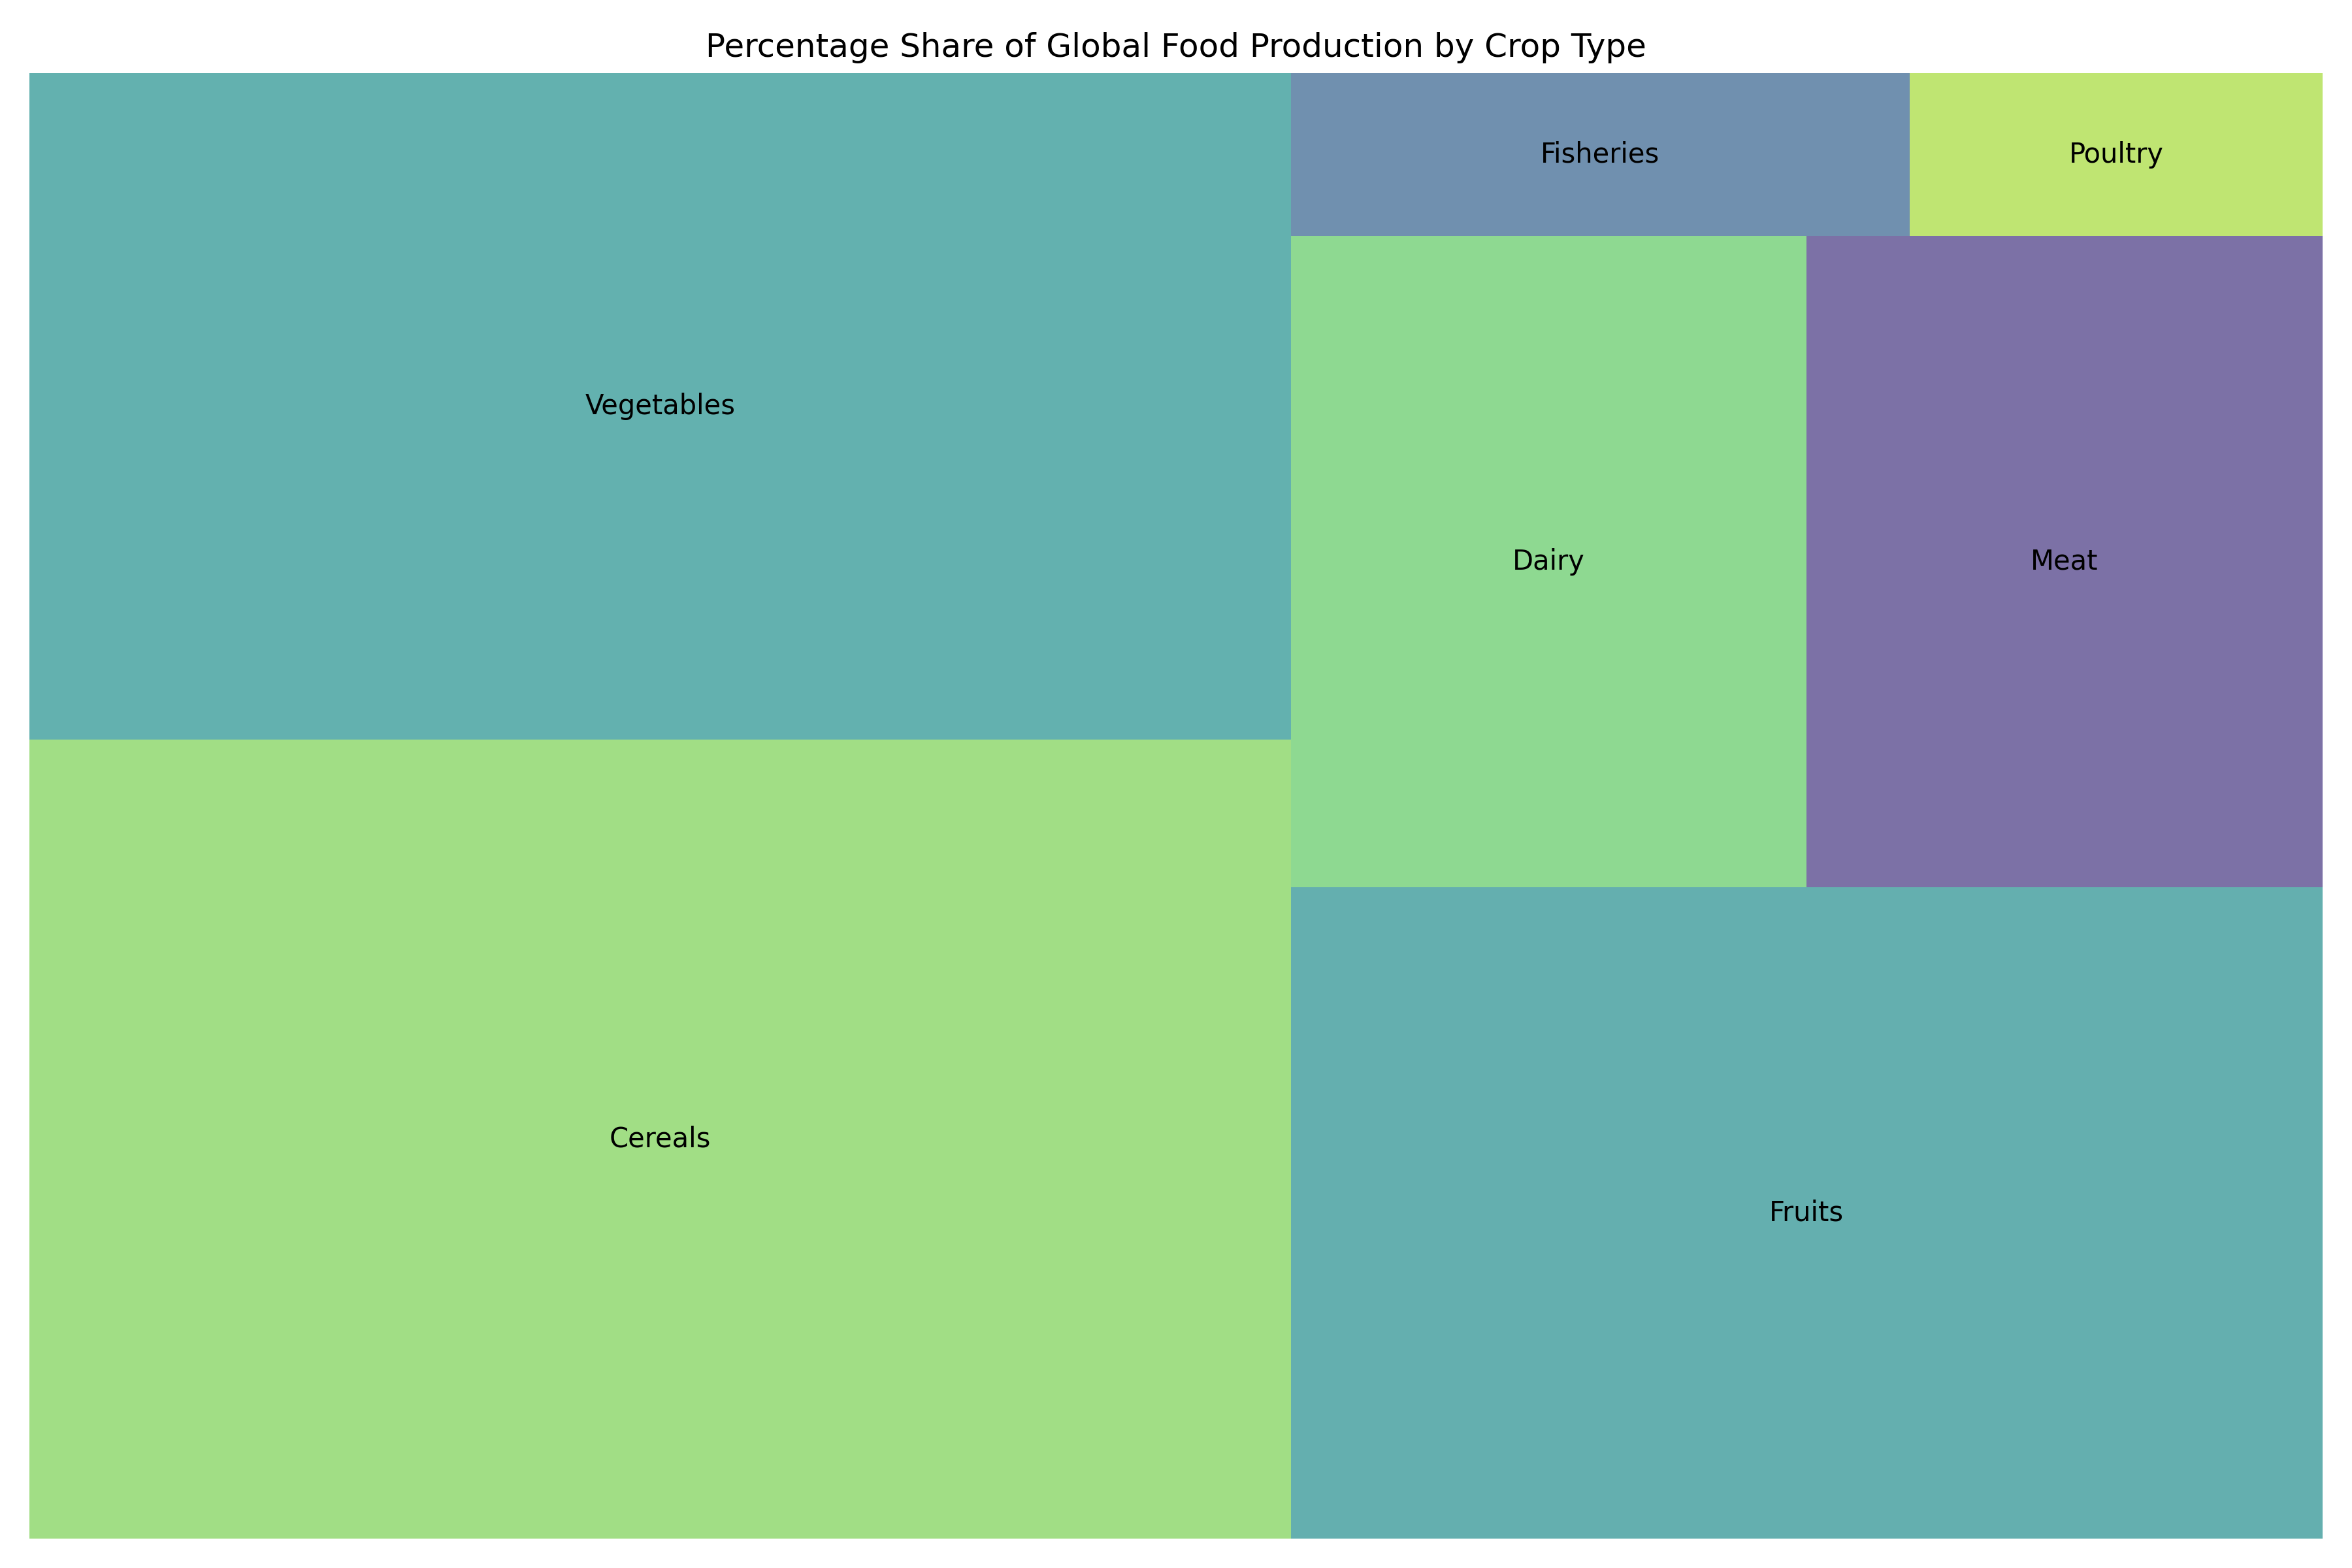 Percentage Share of Global Food Production by Crop Type
Fisheries
Poultry
Vegetables
Dairy
Meat
Cereals
Fruits